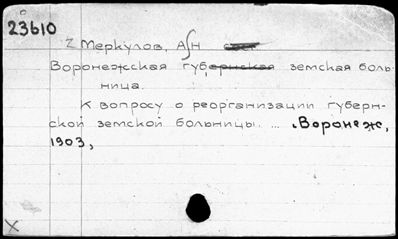 23610
Z Меркулов, А Н
Воронежская губернская земская боль-
ница.
К вопросу о реорганизации губерн-
ской земской больницы. ... Воронеж,
1903,
X